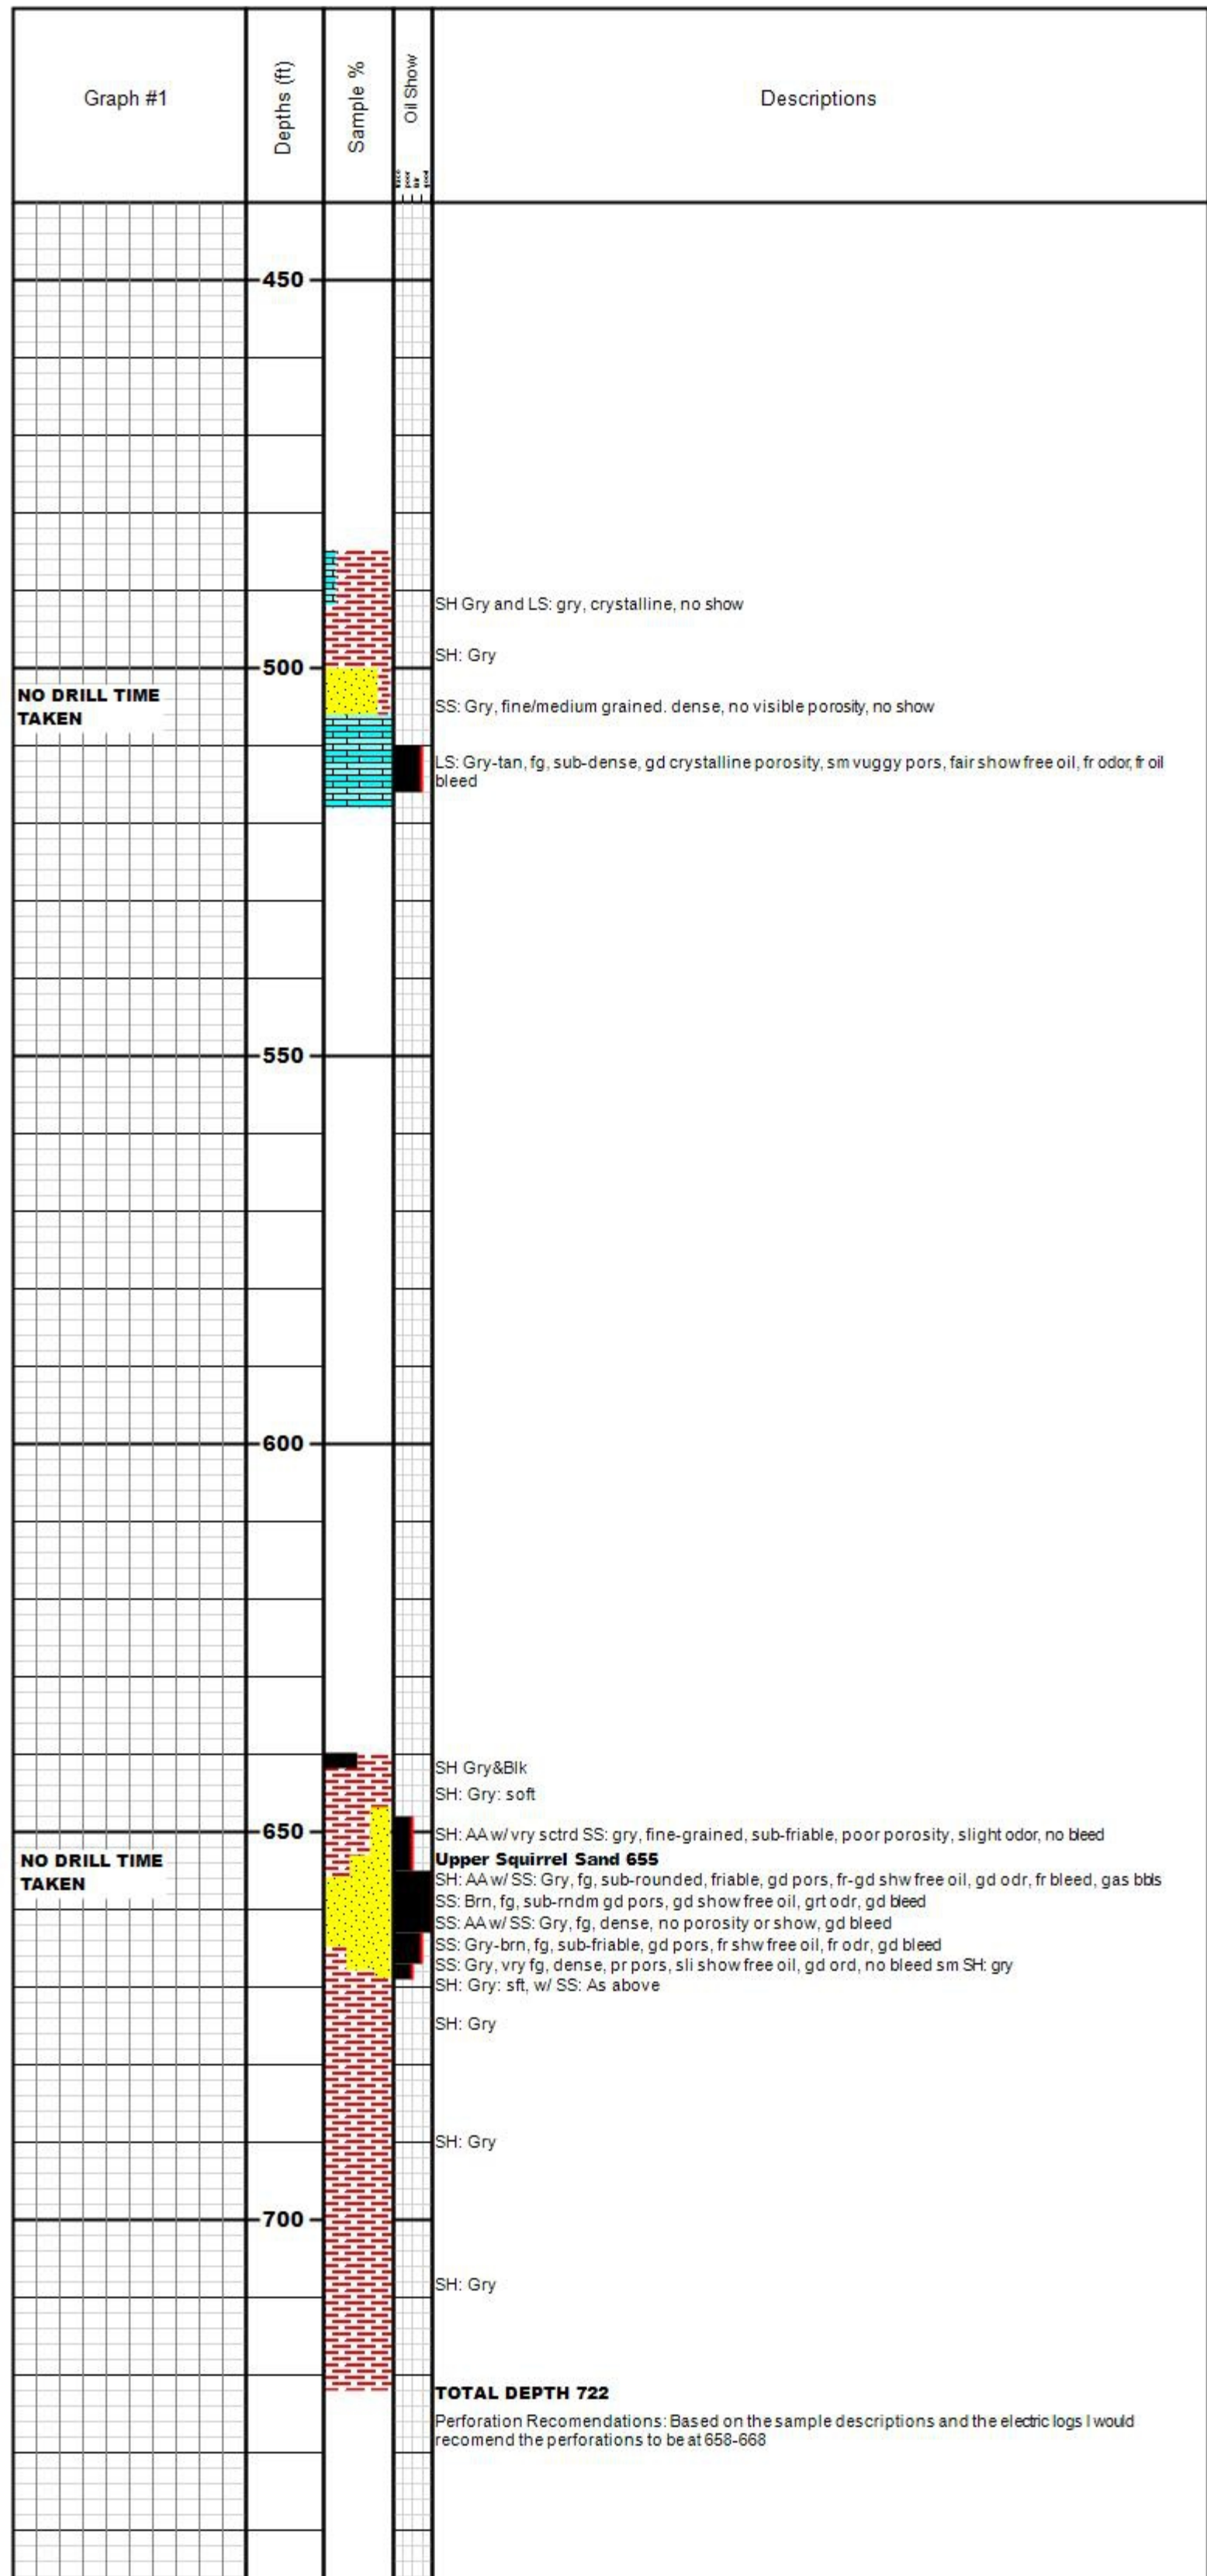 Graph #1
Depths (ft)
Sample %
Oil Show
trace
poor
fair
good
Descriptions
450
SH Gry and LS: gry, crystalline, no show
SH: Gry
500
NO DRILL TIME
TAKEN
SS: Gry, fine/medium grained. dense, no visible porosity, no show
LS: Gry-tan, fg, sub-dense, gd crystalline porosity, sm vuggy pors, fair show free oil, fr odor, fr oil
bleed
550
600
SH Gry&Blk
SH: Gry: soft
650
SH: AA w/ vry sctrd SS: gry, fine-grained, sub-friable, poor porosity, slight odor, no bleed
NO DRILL TIME
TAKEN
Upper Squirrel Sand 655
SH: AA w/ SS: Gry, fg, sub-rounded, friable, gd pors, fr-gd shw free oil, gd odr, fr bleed, gas bbls
SS: Brn, fg, sub-rndm gd pors, gd show free oil, grt odr, gd bleed
SS: AA w/ SS: Gry, fg, dense, no porosity or show, gd bleed
SS: Gry-brn, fg, sub-friable, gd pors, fr shw free oil, fr odr, gd bleed
SS: Gry, vry fg, dense, pr pors, sli show free oil, gd ord, no bleed sm SH: gry
SH: Gry: sft, w/ SS: As above
SH: Gry
SH: Gry
700
SH: Gry
TOTAL DEPTH 722
Perforation Recomendations: Based on the sample descriptions and the electric logs I would
recomend the perforations to be at 658-668